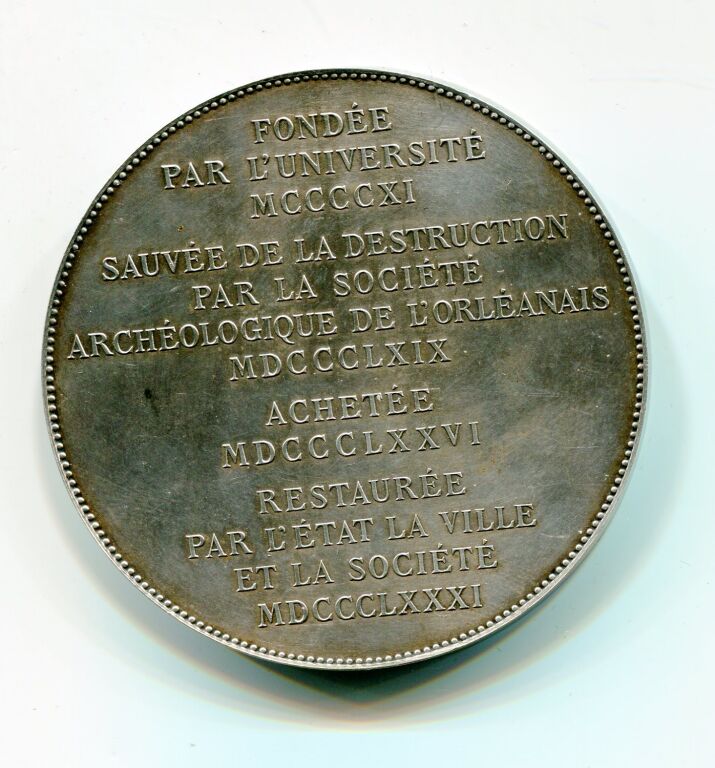 FONDÉE
PAR L'UNIVERSITÉ
MCCCCXI
SAUVÉE DE LA DESTRUCTION
PAR LA SOCIÉTÉ
ARCHÉOLOGIQUE DE L'ORLÉANAIS
MDCCCLXIX
ACHETÉE
MDCCCLXXVI
RESTAURÉE
PAR L'ÉTAT LA VILLE
ET LA SOCIÉTÉ
MDCCCLXXXI